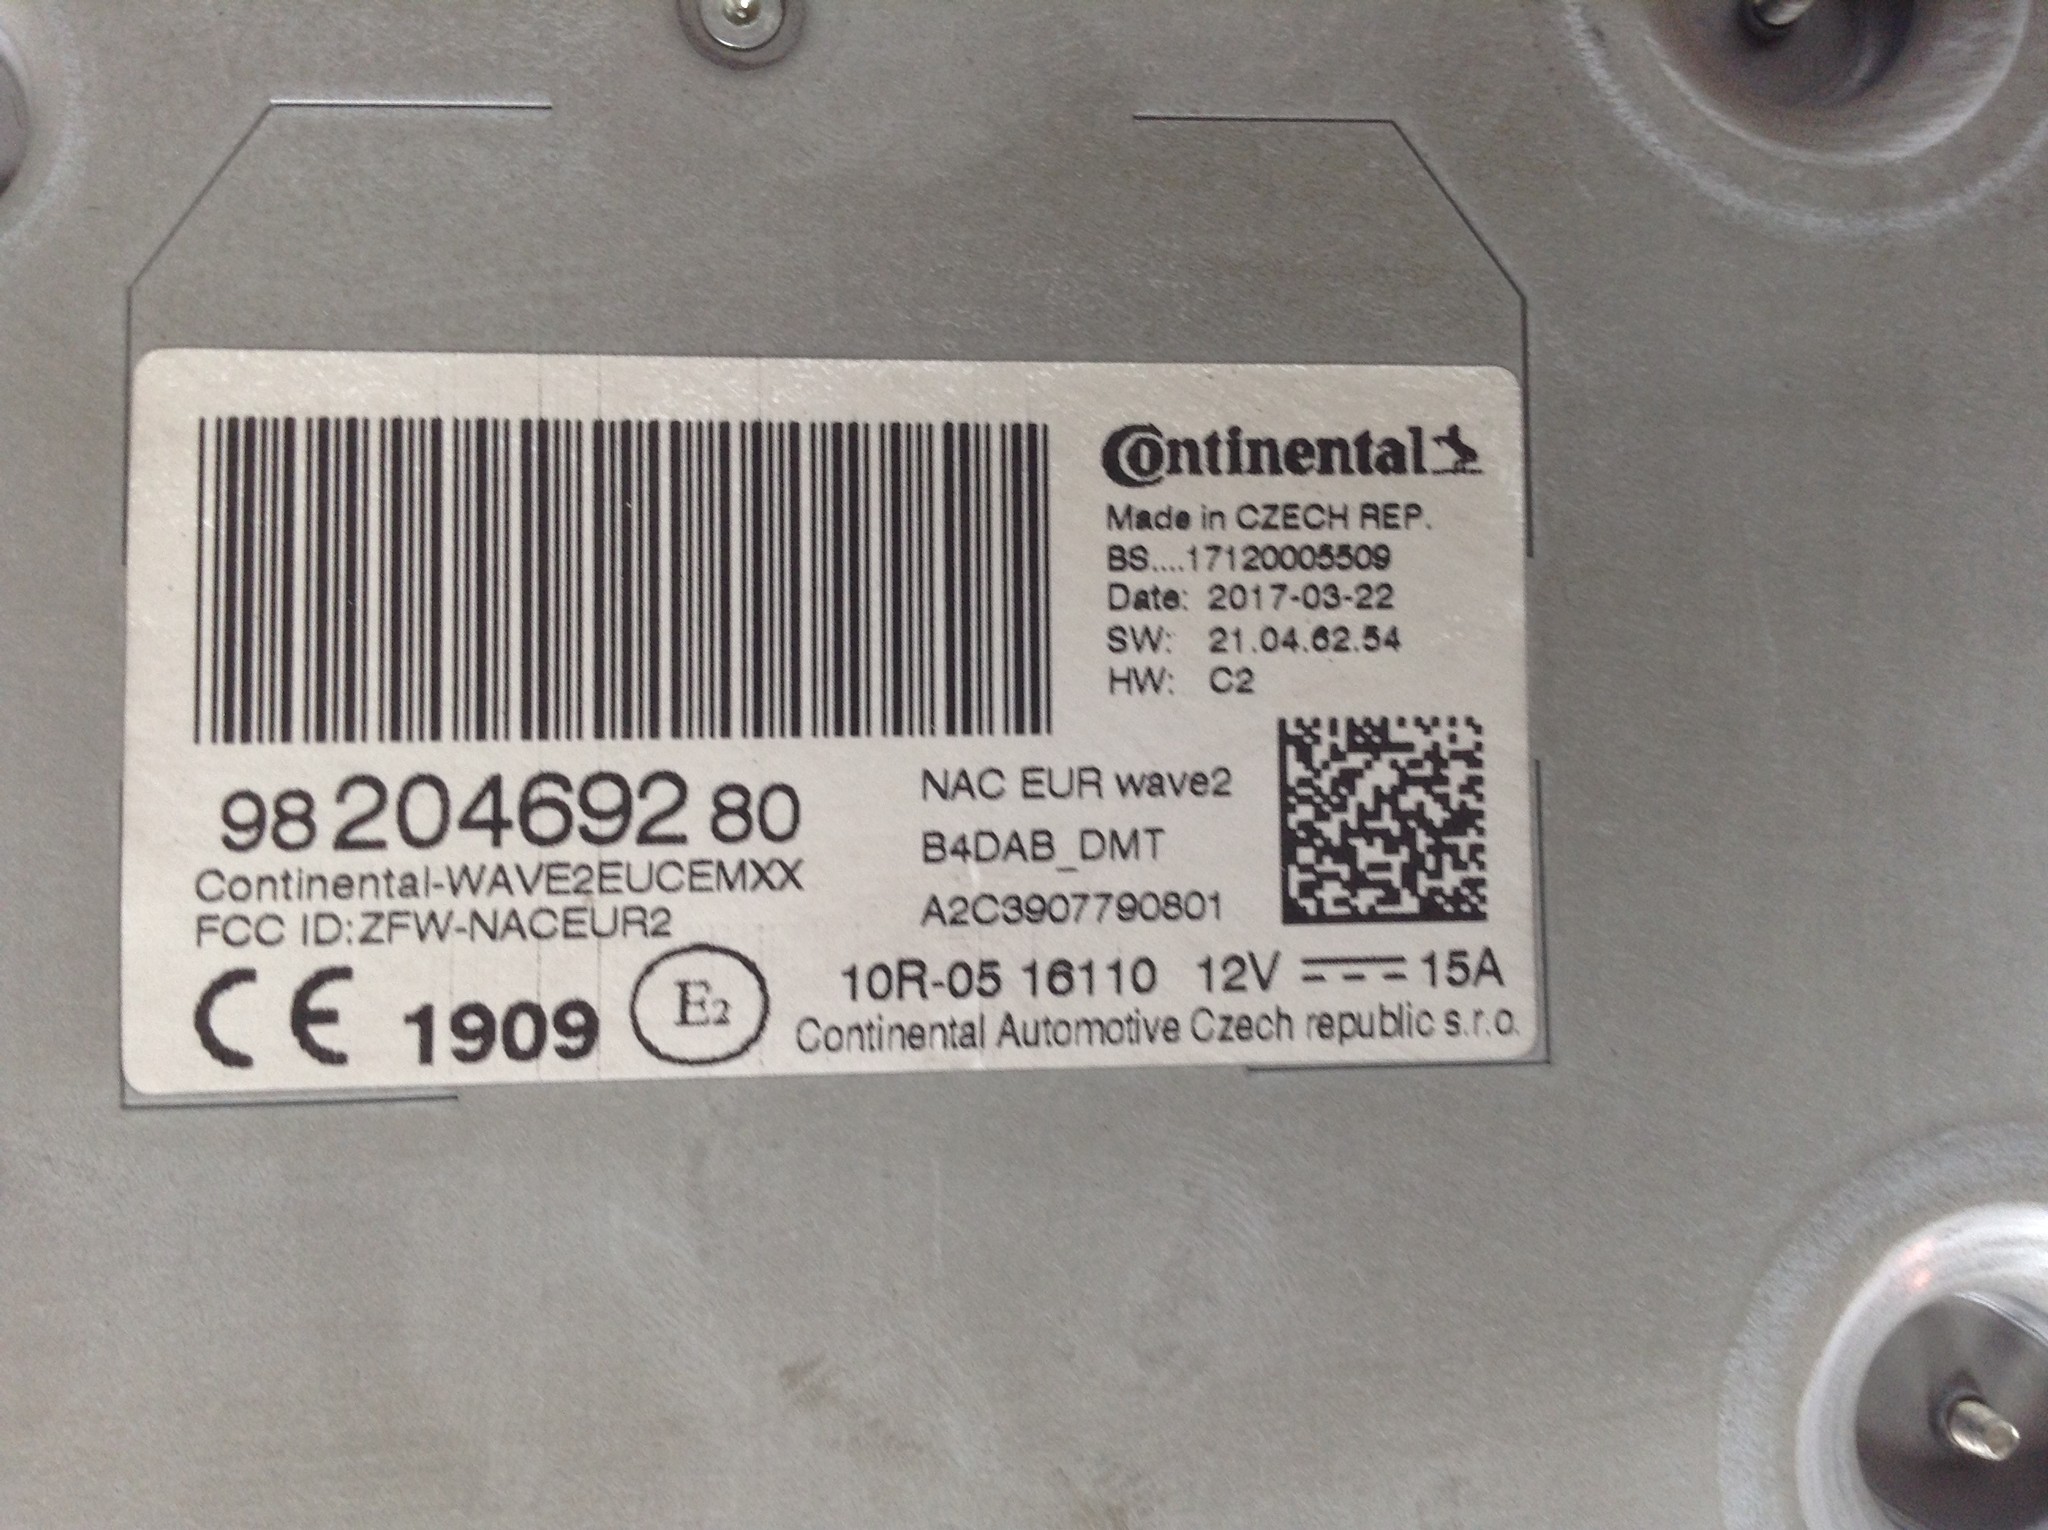 Continental
Made in CZECH REP.
BS....17120005509
Date: 2017-03-22
SW: 21.04.62.54
HW: C2
98 204692 80
NAC EUR wave2
Continental-WAVE2EUCEMXX
B4DAB_DMT
FCC ID:ZFW-NACEUR2
A2C3907790801
CE 1909 E2
10R-05 16110 12V 15A
Continental Automotive Czech republic s.r.o.